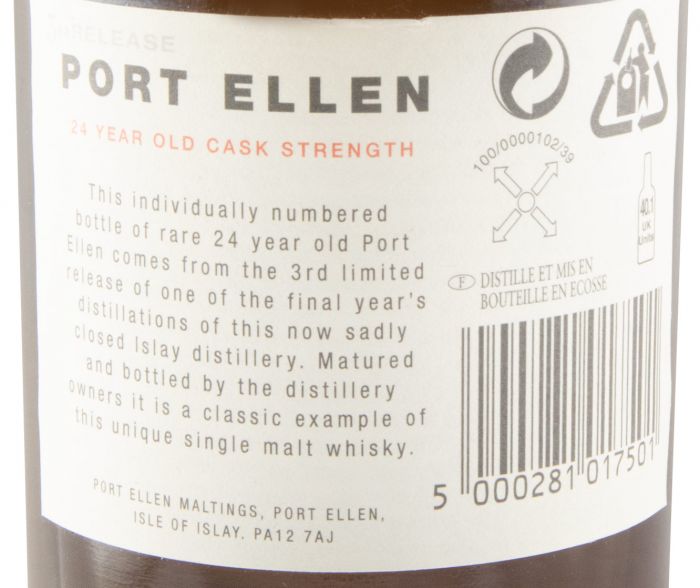 RELEASE
PORT ELLEN
24 YEAR OLD CASK STRENGTH
This individually numbered
bottle of rare 24 year old Port
Ellen comes from the 3rd limited
release of one of the final year's
distillations of this now sadly
closed Islay distillery. Matured
and bottled by the distillery
owners it is a classic example of
this unique single malt whisky.
PORT ELLEN MALTINGS, PORT ELLEN,
ISLE OF ISLAY. PA12 7AJ
100/0000102/39
40.1
UK
Units
F DISTILLE ET MIS EN
BOUTEILLE EN ECOSSE
5 000281 017501